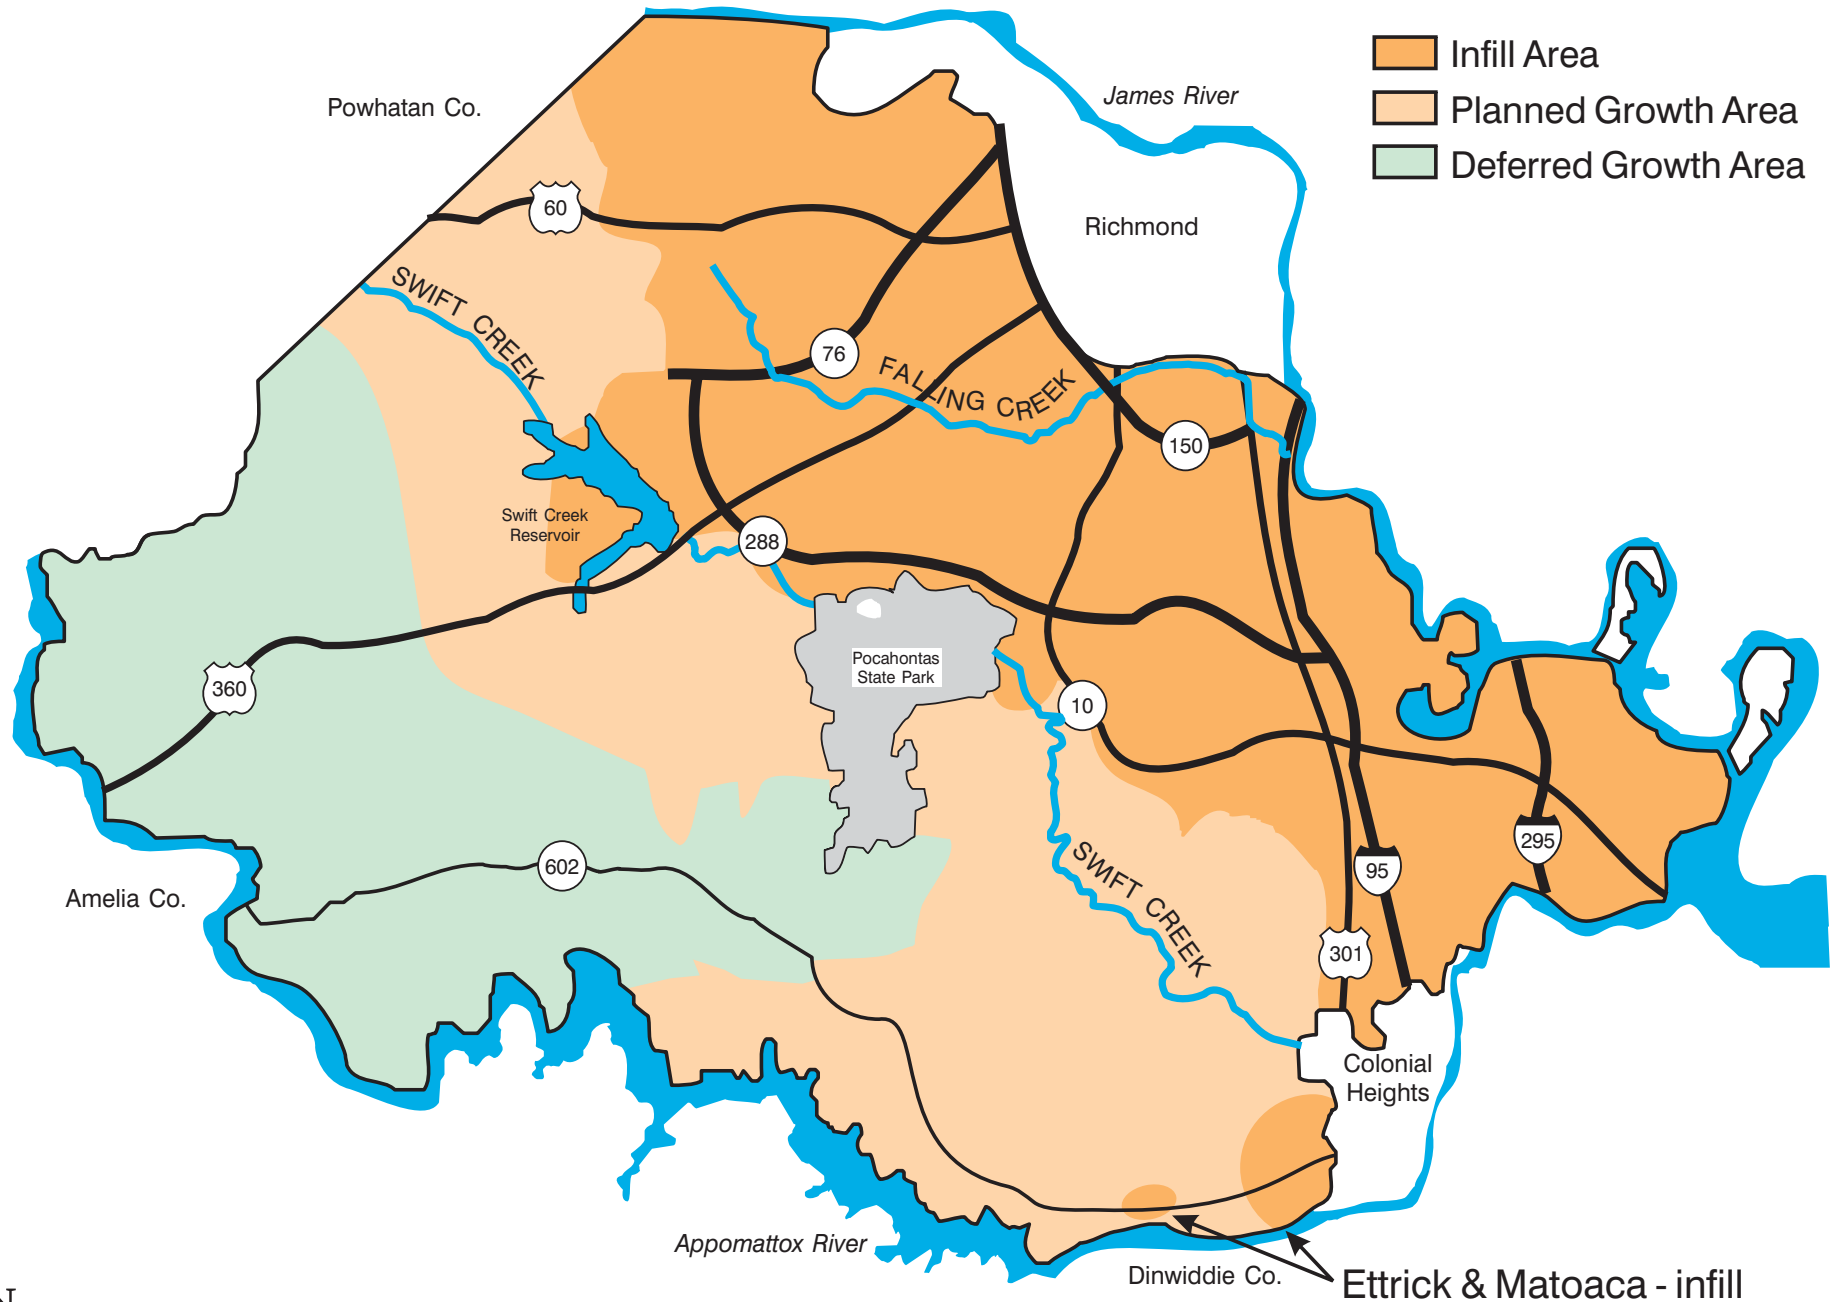 Infill Area
Planned Growth Area
Deferred Growth Area
Powhatan Co.
James River
60
Richmond
SWIFT CREEK
76
FALLING CREEK
150
Swift Creek
Reservoir
288
Pocahontas
State Park
360
10
295
602
95
Amelia Co.
SWIFT CREEK
301
Colonial
Heights
Appomattox River
Dinwiddie Co.
Ettrick & Matoaca - infill
N